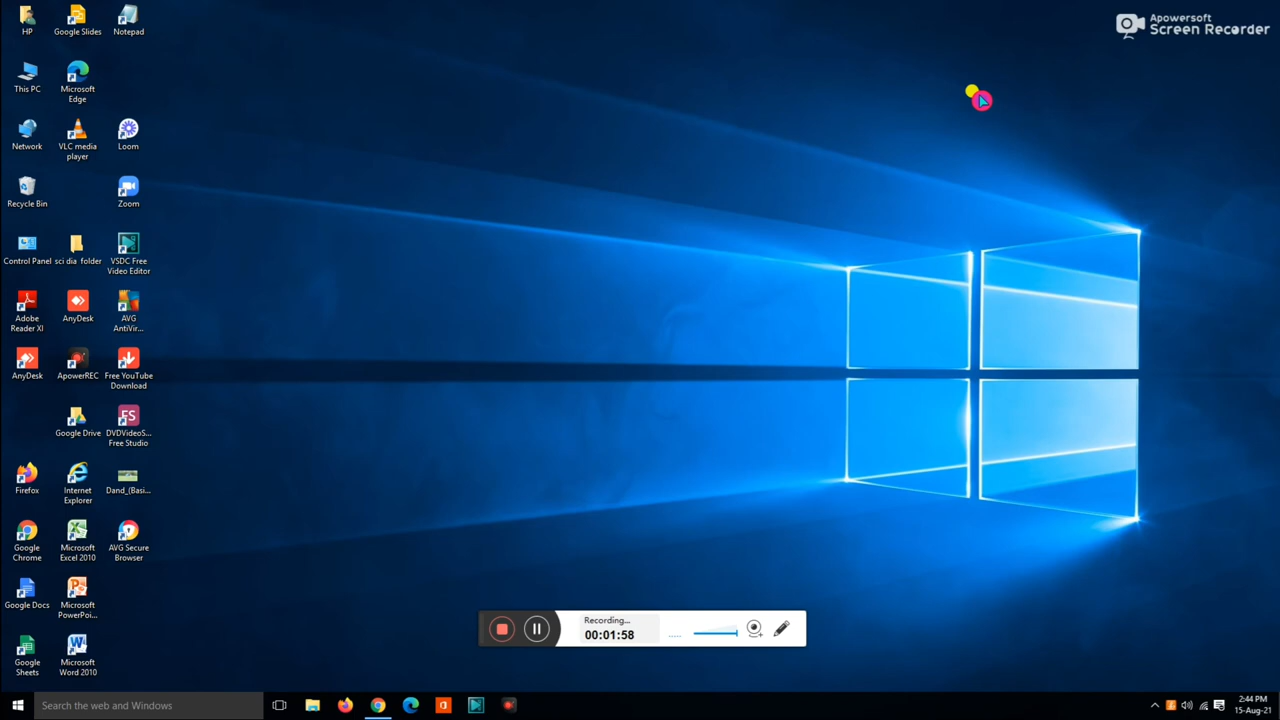 Apowersoft
Screen Recorder
HP
Google Slides
Notepad
This PC
Microsoft
Edge
Network
VLC media
player
Loom
Recycle Bin
Zoom
Control Panel
sci dia folder
VSDC Free
Video Editor
Adobe
Reader XI
AnyDesk
AVG
AntiVir...
AnyDesk
ApowerREC
Free YouTube
Download
Google Drive
FS
DVDVideoS...
Free Studio
Firefox
Internet
Explorer
Dand_(Basi...
Google
Chrome
Microsoft
Excel 2010
AVG Secure
Browser
Google Docs
Microsoft
PowerPoi...
Google
Sheets
Microsoft
Word 2010
Recording...
00:01:58
Search the web and Windows
2:44 PM
15-Aug-21